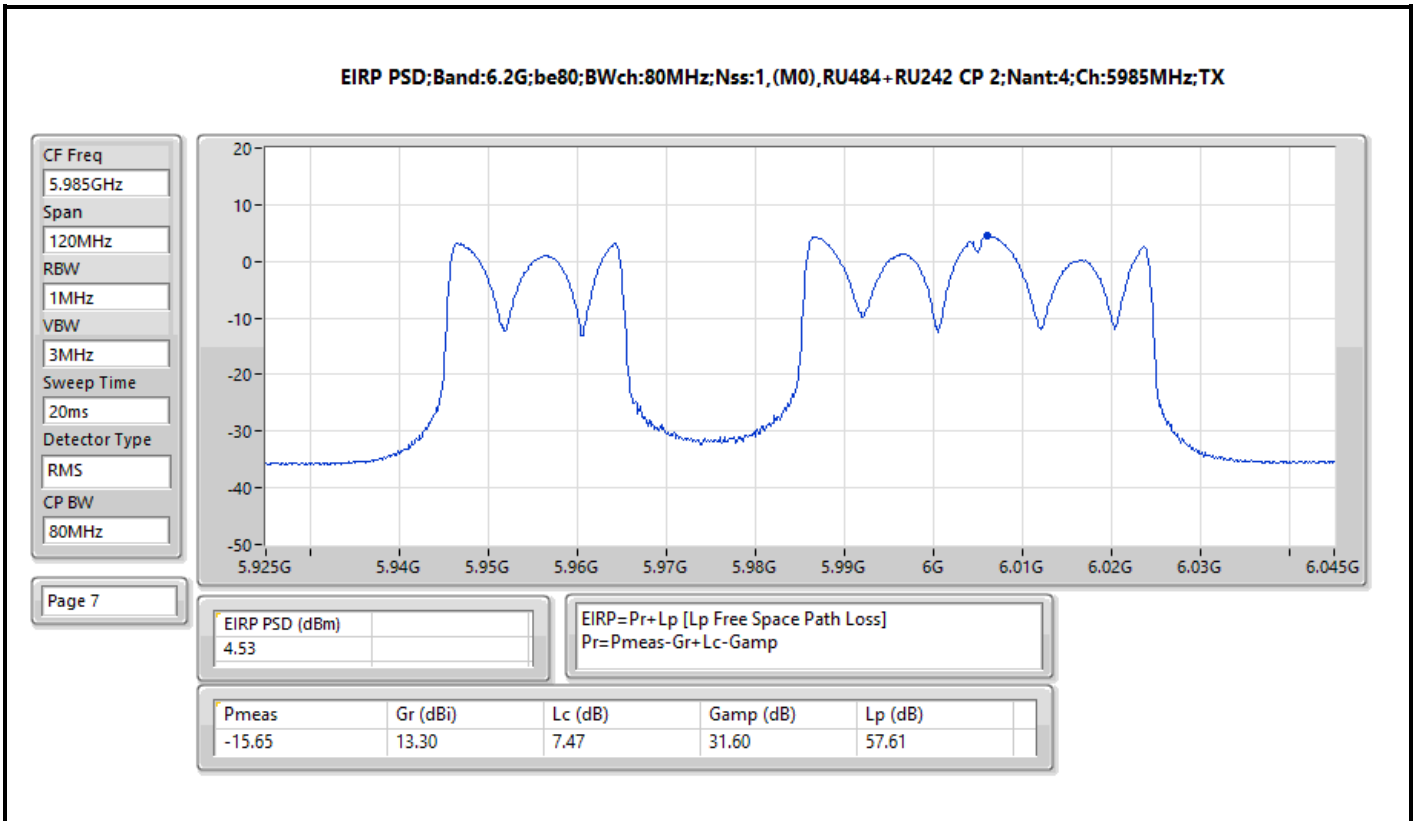 EIRP PSD;Band:6.2G;be80;BWch:80MHz;Nss:1,(M0),RU484+RU242 CP 2;Nant:4;Ch:5985MHz;TX
CF Freq
5.985GHz
Span
120MHz
RBW
1MHz
VBW
3MHz
Sweep Time
20ms
Detector Type
RMS
CP BW
80MHz
Page 7
20
10
0
-10
-20
-30
-40
-50
5.925G 5.94G 5.95G 5.96G 5.97G 5.98G 5.99G 6G 6.01G 6.02G 6.03G 6.045G
EIRP PSD (dBm)
4.53
EIRP=Pr+Lp [Lp Free Space Path Loss]
Pr=Pmeas-Gr+Lc-Gamp
Pmeas Gr (dBi) Lc (dB) Gamp (dB) Lp (dB)
-15.65 13.30 7.47 31.60 57.61